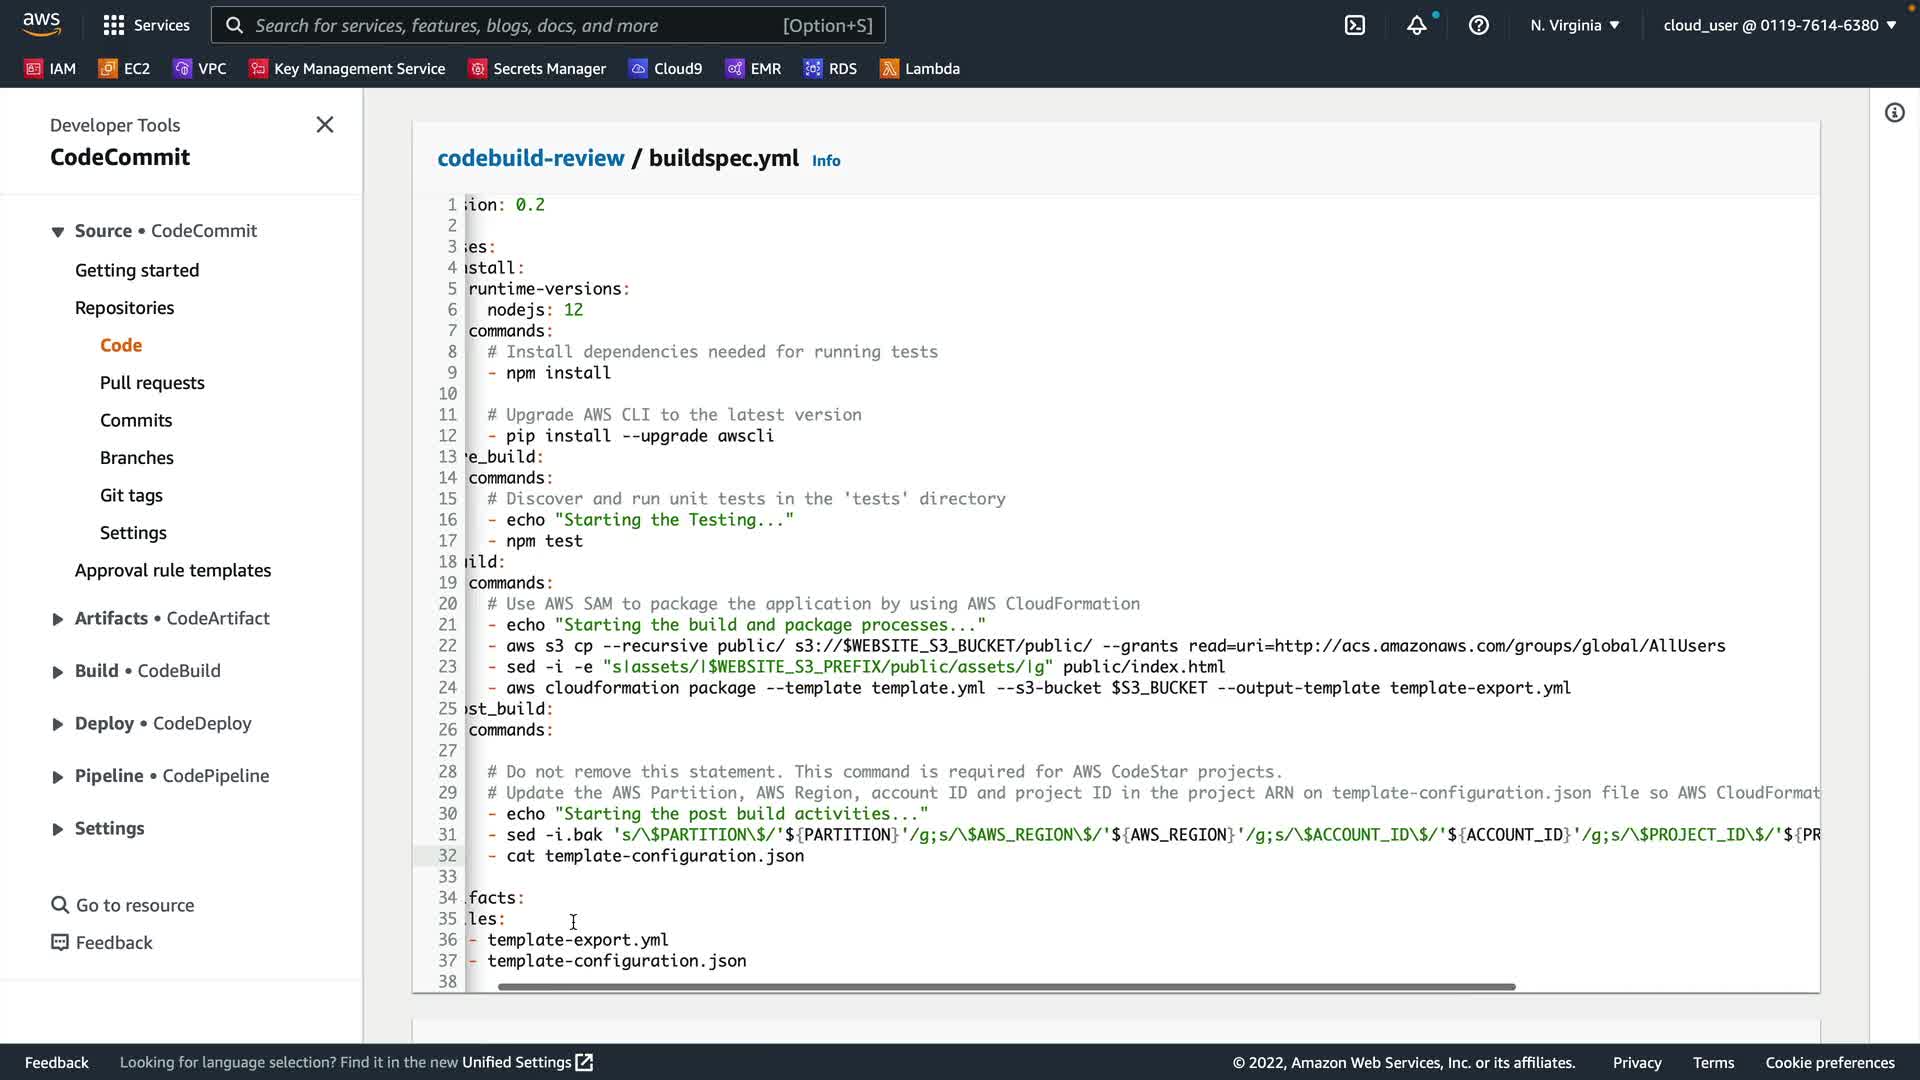 aws
Services
Search for services, features, blogs, docs, and more
[Option+S]
N. Virginia
cloud_user @ 0119-7614-6380
IAM
EC2
VPC
Key Management Service
Secrets Manager
Cloud9
EMR
RDS
Lambda
Developer Tools
CodeCommit
Source • CodeCommit
Getting started
Repositories
Code
Pull requests
Commits
Branches
Git tags
Settings
Approval rule templates
Artifacts • CodeArtifact
Build • CodeBuild
Deploy • CodeDeploy
Pipeline • CodePipeline
Settings
Go to resource
Feedback
codebuild-review / buildspec.yml Info
1 sion: 0.2
2
3 ses:
4 nstall:
5 runtime-versions:
6 nodejs: 12
7 commands:
8 # Install dependencies needed for running tests
9 - npm install
10
11 # Upgrade AWS CLI to the latest version
12 - pip install --upgrade awscli
13 re_build:
14 commands:
15 # Discover and run unit tests in the 'tests' directory
16 - echo "Starting the Testing..."
17 - npm test
18 uild:
19 commands:
20 # Use AWS SAM to package the application by using AWS CloudFormation
21 - echo "Starting the build and package processes..."
22 - aws s3 cp --recursive public/ s3://$WEBSITE_S3_BUCKET/public/ --grants read=uri=http://acs.amazonaws.com/groups/global/AllUsers
23 - sed -i -e "s|assets/|$WEBSITE_S3_PREFIX/public/assets/|g" public/index.html
24 - aws cloudformation package --template template.yml --s3-bucket $S3_BUCKET --output-template template-export.yml
25 ost_build:
26 commands:
27
28 # Do not remove this statement. This command is required for AWS CodeStar projects.
29 # Update the AWS Partition, AWS Region, account ID and project ID in the project ARN on template-configuration.json file so AWS CloudFormat
30 - echo "Starting the post build activities..."
31 - sed -i.bak 's/\$PARTITION\$/'${PARTITION}'/g;s/\$AWS_REGION\$/'${AWS_REGION}'/g;s/\$ACCOUNT_ID\$/'${ACCOUNT_ID}'/g;s/\$PROJECT_ID\$/'${PR
32 - cat template-configuration.json
33
34 facts:
35 les:
36 - template-export.yml
37 - template-configuration.json
38
Feedback
Looking for language selection? Find it in the new Unified Settings
© 2022, Amazon Web Services, Inc. or its affiliates.
Privacy
Terms
Cookie preferences